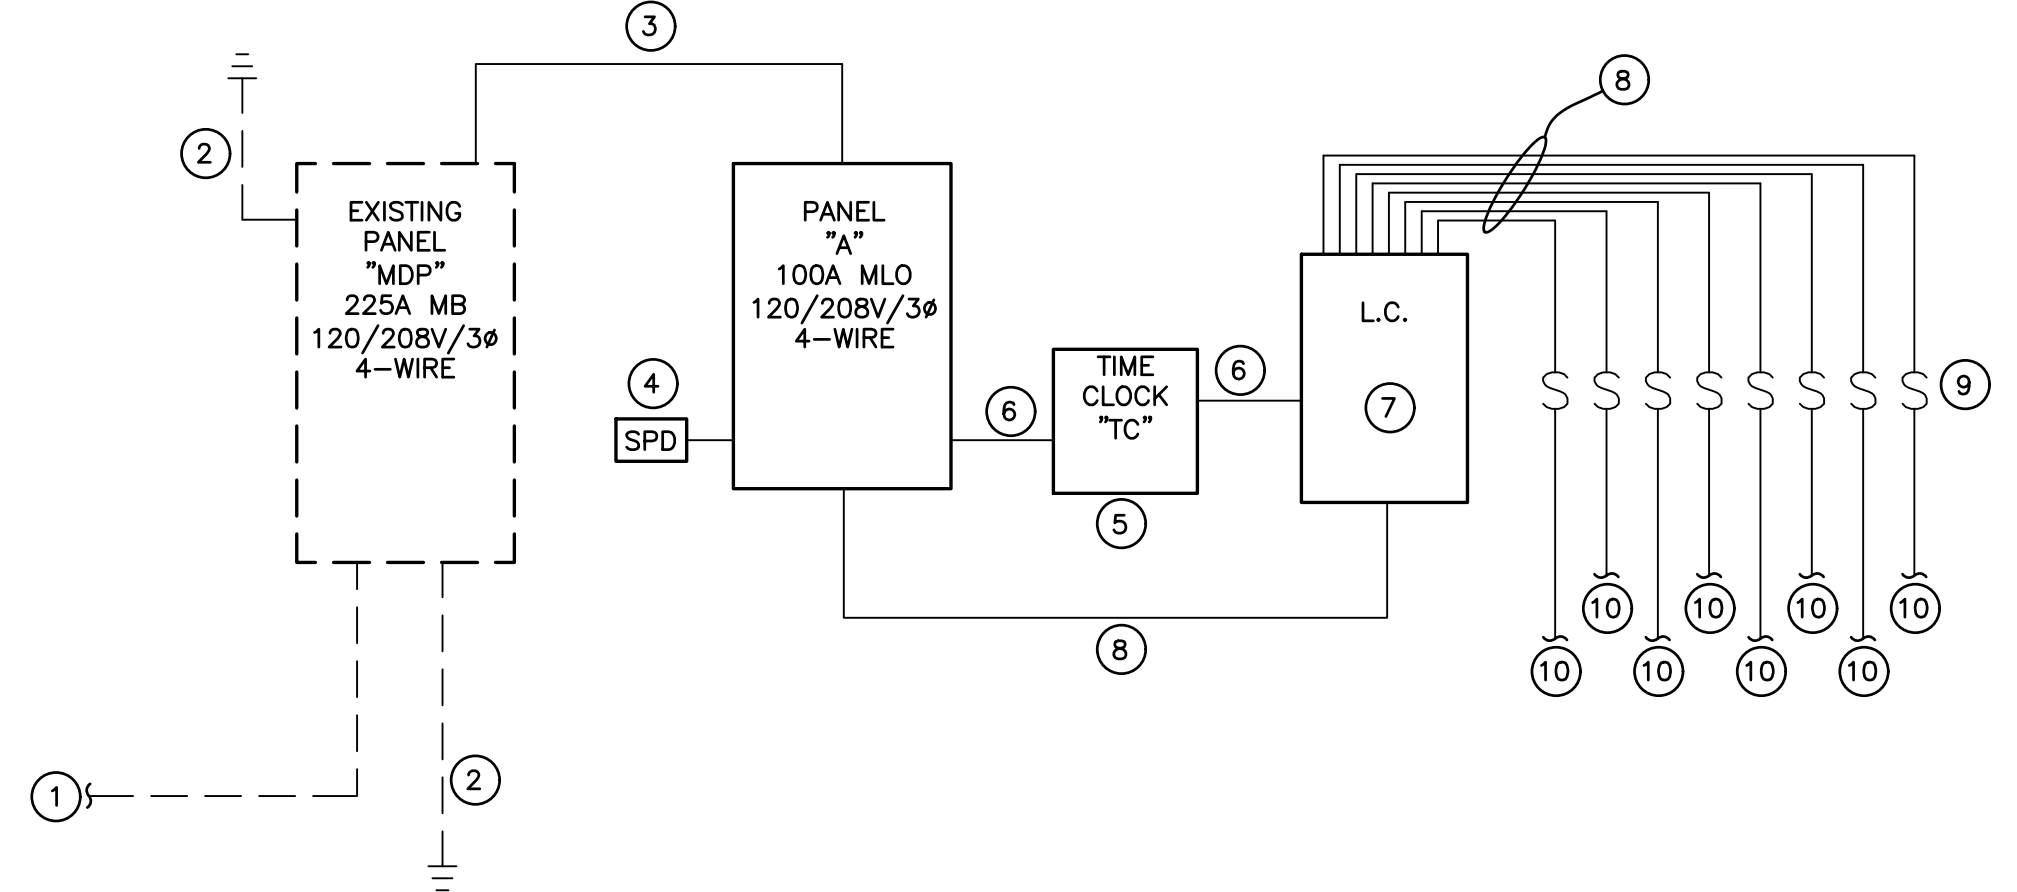 3
8
2
EXISTING
PANEL
"MDP"
225A MB
120/208V/3ø
4-WIRE
PANEL
"A"
100A MLO
120/208V/3ø
4-WIRE
4
SPD
6
TIME
CLOCK
"TC"
5
6
L.C.
7
9
8
10
10
10
10
10
10
10
10
1
2